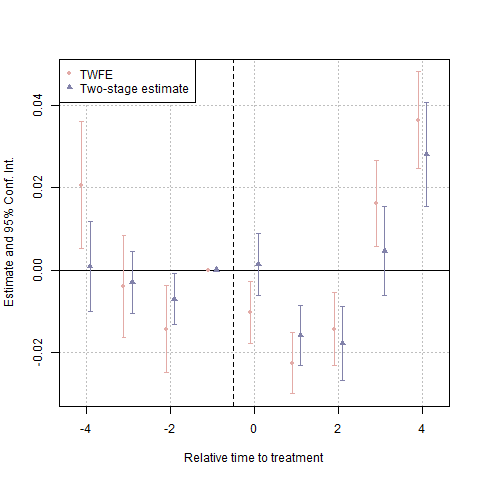 TWFE
Two-stage estimate
Estimate and 95% Conf. Int.
0.04
0.02
0.00
-0.02
-4
-2
0
2
4
Relative time to treatment